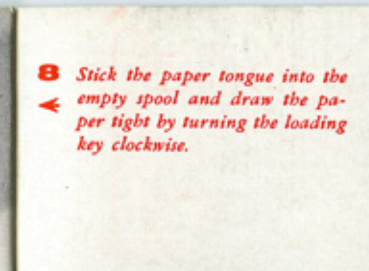 8 Stick the paper tongue into the
empty spool and draw the pa-
per tight by turning the loading
key clockwise.